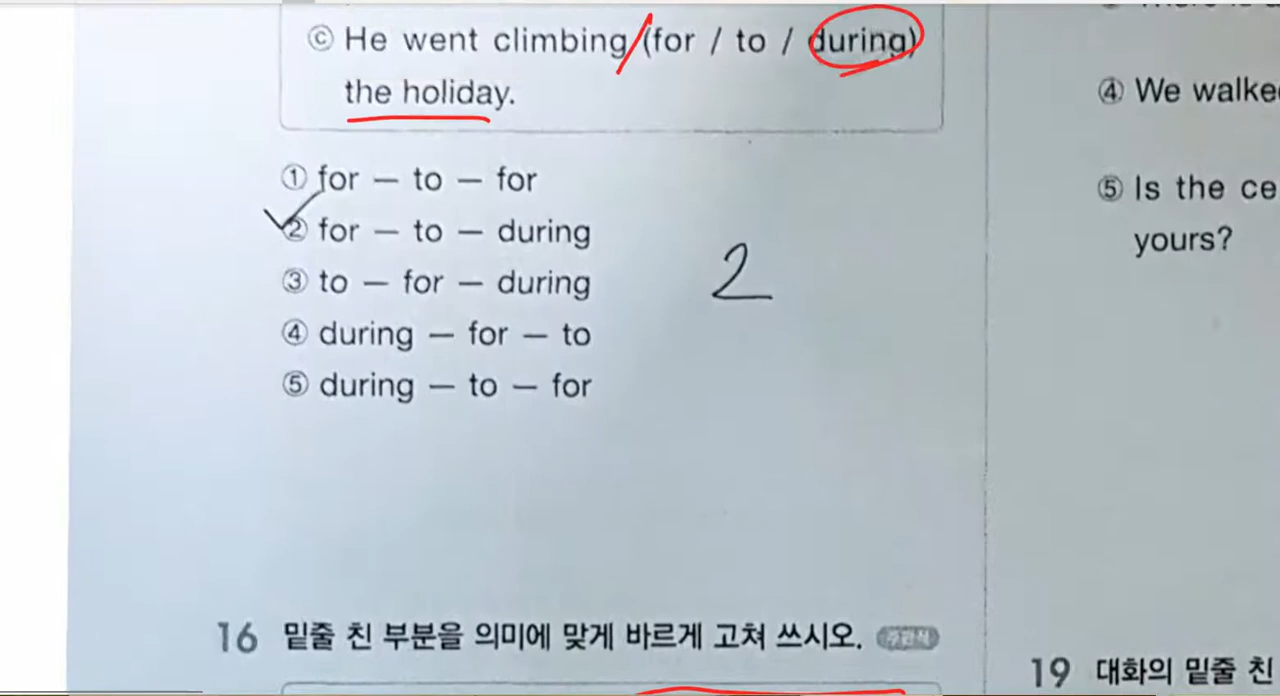 ⓒ He went climbing (for / to / during)
the holiday.
① for – to – for
② for – to – during
③ to – for – during
④ during – for – to
⑤ during – to – for
2
16 밑줄 친 부분을 의미에 맞게 바르게 고쳐 쓰시오. 주관식
④ We walke
⑤ Is the ce
yours?
19 대화의 밑줄 친